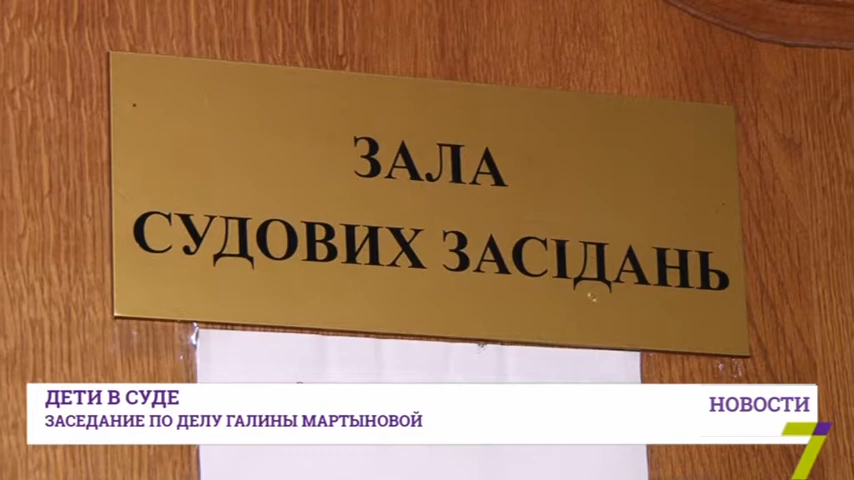 ЗАЛА
СУДОВИХ ЗАСІДАНЬ
ДЕТИ В СУДЕ
ЗАСЕДАНИЕ ПО ДЕЛУ ГАЛИНЫ МАРТЫНОВОЙ
НОВОСТИ
7